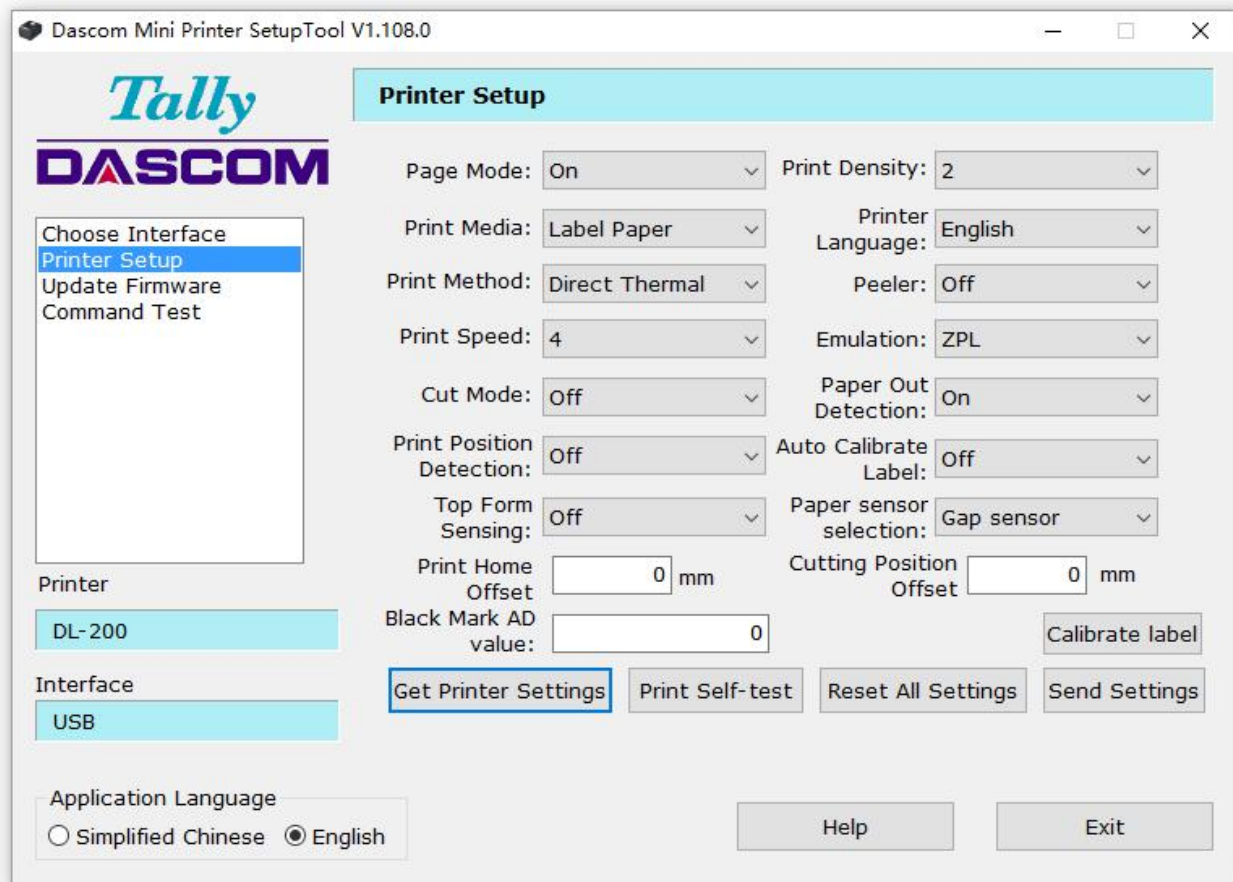 Dascom Mini Printer SetupTool V1.108.0
Tally
DASCOM
Printer Setup
Choose Interface
Printer Setup
Update Firmware
Command Test
Page Mode: On
Print Density: 2
Print Media: Label Paper
Printer
Language: English
Print Method: Direct Thermal
Peeler: Off
Print Speed: 4
Emulation: ZPL
Cut Mode: Off
Paper Out
Detection: On
Print Position
Detection: Off
Auto Calibrate
Label: Off
Top Form
Sensing: Off
Paper sensor
selection: Gap sensor
Print Home
Offset 0 mm
Cutting Position
Offset 0 mm
Black Mark AD
value: 0
Calibrate label
Get Printer Settings
Print Self-test
Reset All Settings
Send Settings
Printer
DL-200
Interface
USB
Application Language
Simplified Chinese
English
Help
Exit